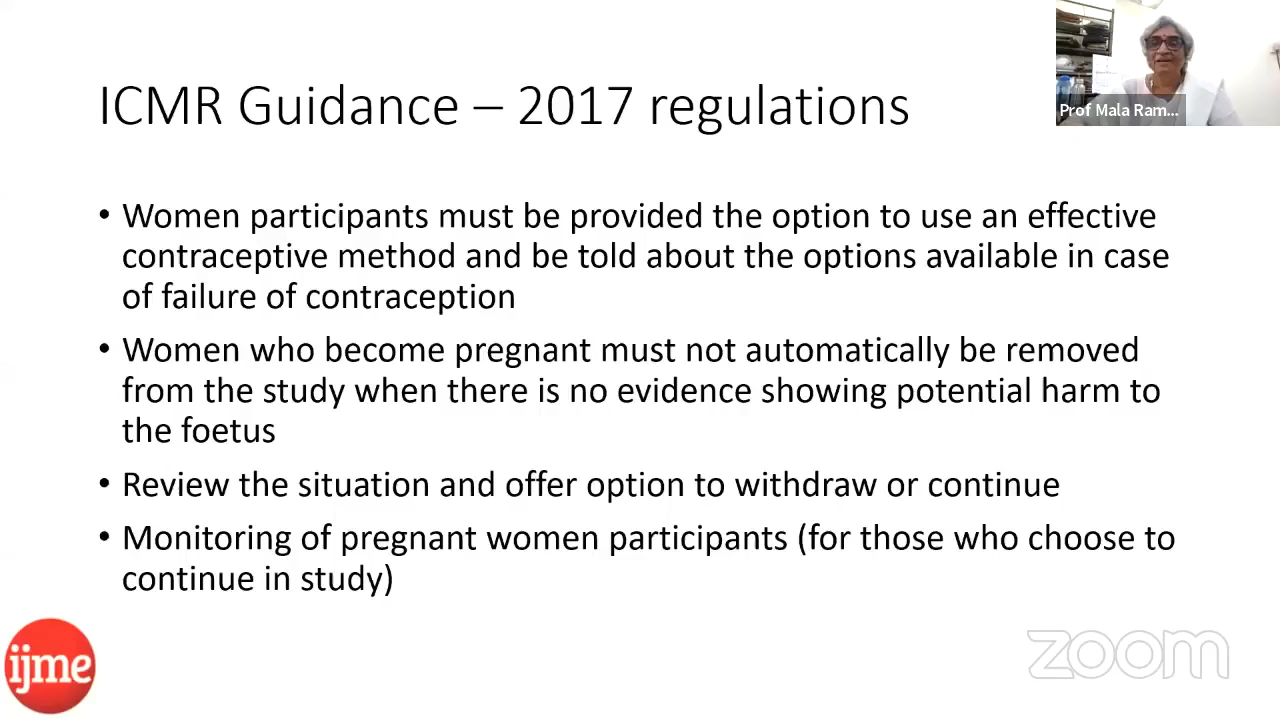 ICMR Guidance – 2017 regulations
Prof Mala Ram...
• Women participants must be provided the option to use an effective
contraceptive method and be told about the options available in case
of failure of contraception
• Women who become pregnant must not automatically be removed
from the study when there is no evidence showing potential harm to
the foetus
• Review the situation and offer option to withdraw or continue
• Monitoring of pregnant women participants (for those who choose to
continue in study)
ijme
zoom